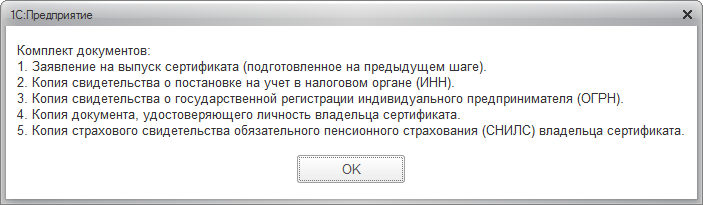 1С:Предприятие
Комплект документов:
1. Заявление на выпуск сертификата (подготовленное на предыдущем шаге).
2. Копия свидетельства о постановке на учет в налоговом органе (ИНН).
3. Копия свидетельства о государственной регистрации индивидуального предпринимателя (ОГРН).
4. Копия документа, удостоверяющего личность владельца сертификата.
5. Копия страхового свидетельства обязательного пенсионного страхования (СНИЛС) владельца сертификата.
OK